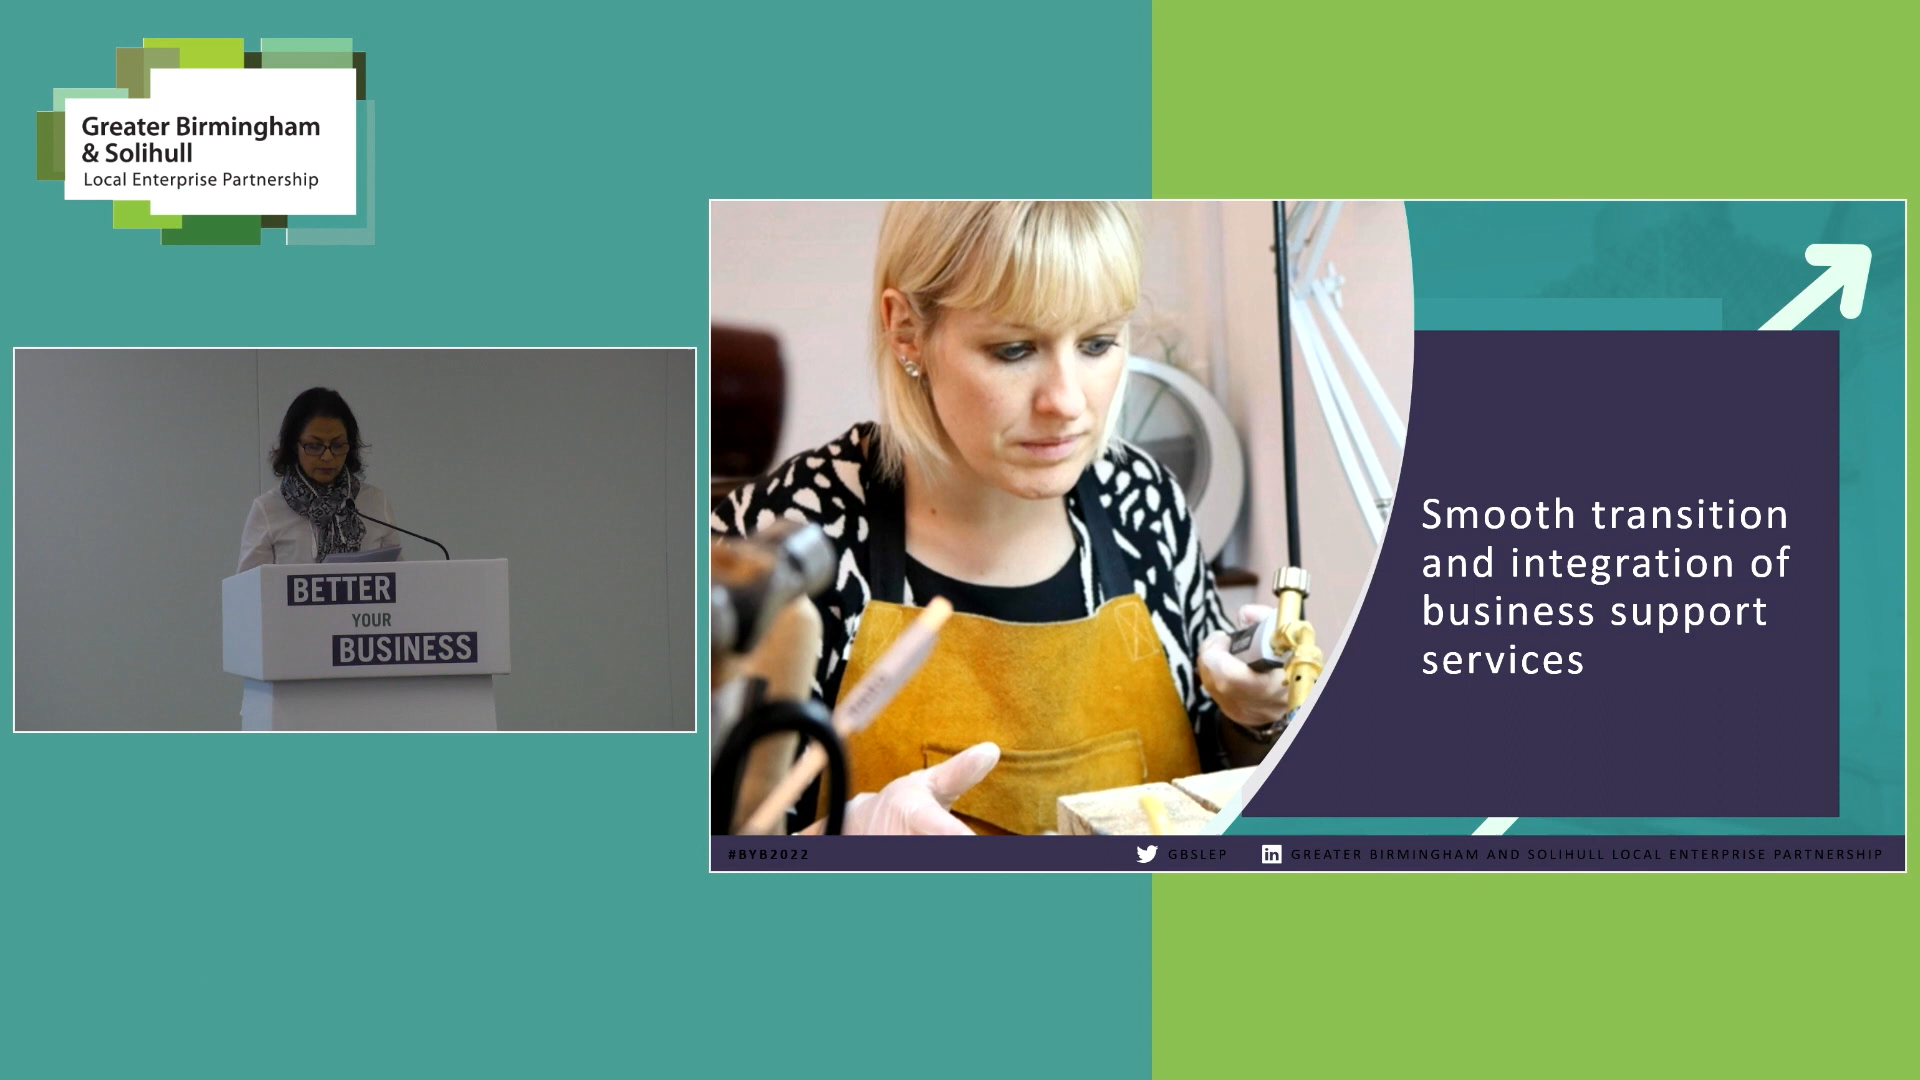 Greater Birmingham
& Solihull
Local Enterprise Partnership
BETTER
YOUR
BUSINESS
Smooth transition
and integration of
business support
services
#BYB2022
GBSLEP
in
GREATER BIRMINGHAM AND SOLIHULL LOCAL ENTERPRISE PARTNERSHIP